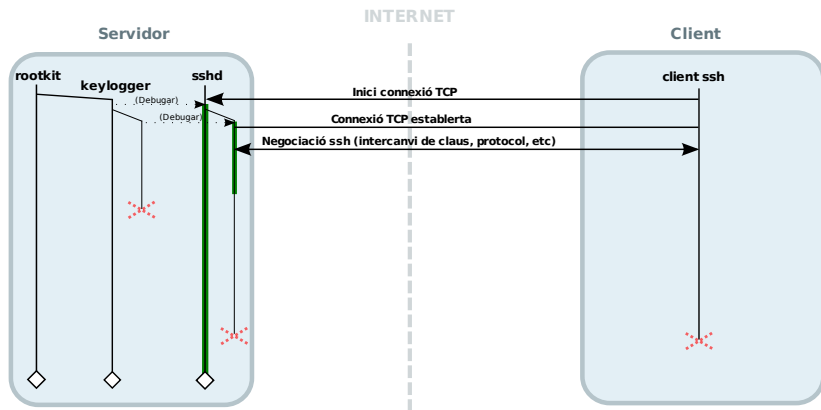 INTERNET
Servidor
Client
rootkit
keylogger
sshd
client ssh
Inici connexió TCP
(Debugar)
(Debugar)
Connexió TCP establerta
Negociació ssh (intercanvi de claus, protocol, etc)